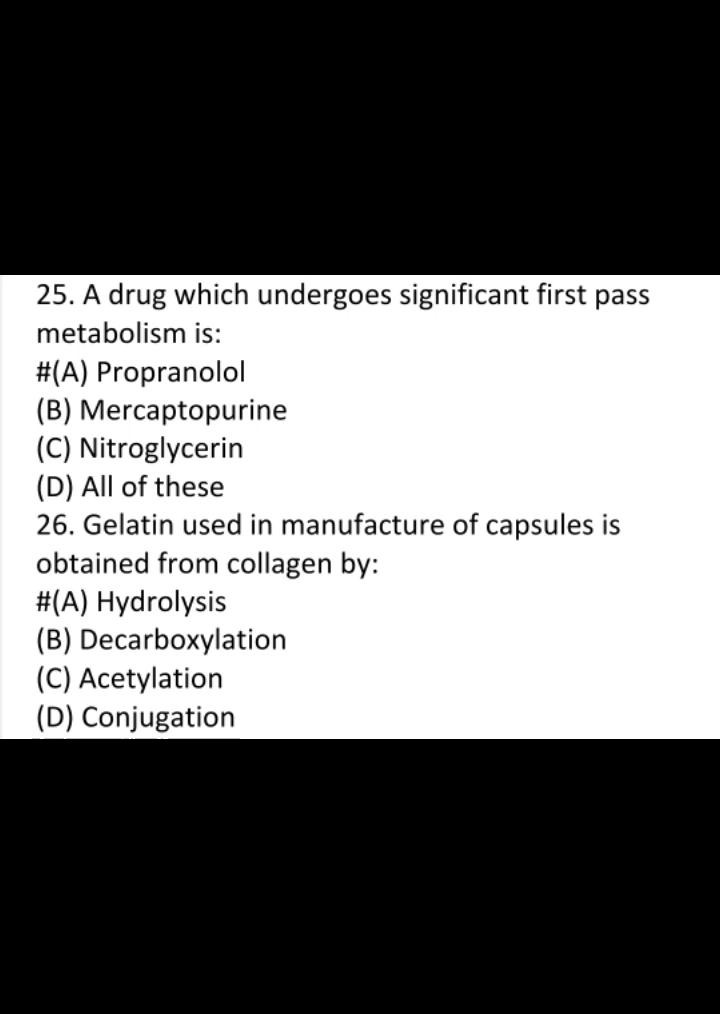 25. A drug which undergoes significant first pass
metabolism is:
#(A) Propranolol
(B) Mercaptopurine
(C) Nitroglycerin
(D) All of these
26. Gelatin used in manufacture of capsules is
obtained from collagen by:
#(A) Hydrolysis
(B) Decarboxylation
(C) Acetylation
(D) Conjugation